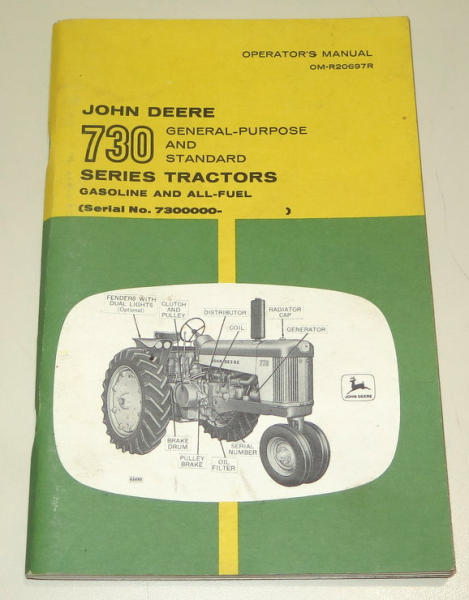 OPERATOR'S MANUAL
OM-R20697R
JOHN DEERE
730 GENERAL-PURPOSE
AND
STANDARD
SERIES TRACTORS
GASOLINE AND ALL-FUEL
(Serial No. 7300000- )
FENDERS WITH
DUAL LIGHTS
(Optional)
CLUTCH
AND
PULLEY
DISTRIBUTOR
COIL
RADIATOR
CAP
GENERATOR
JOHN DEERE
730
JOHN DEERE
BRAKE
DRUM
PULLEY
BRAKE
OIL
FILTER
SERIAL
NUMBER